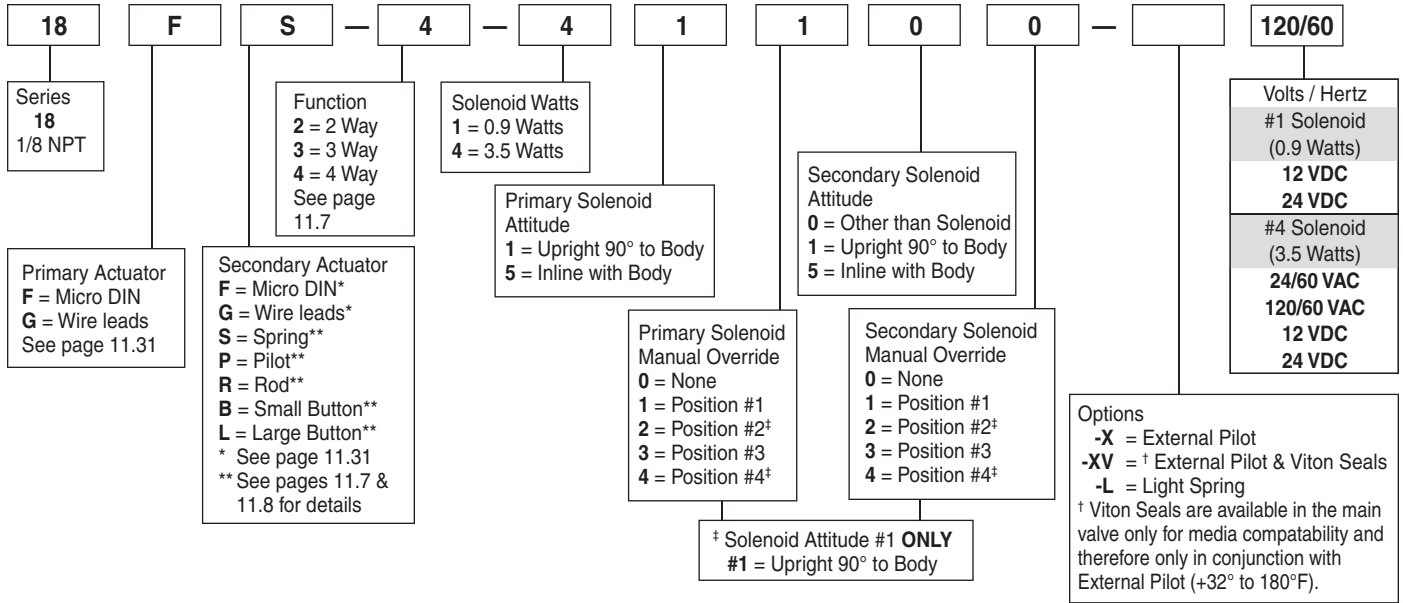 18 F S — 4 — 4 1 1 0 0 — 120/60
Series
18
1/8 NPT
Primary Actuator
F = Micro DIN
G = Wire leads
See page 11.31
Secondary Actuator
F = Micro DIN*
G = Wire leads*
S = Spring**
P = Pilot**
R = Rod**
B = Small Button**
L = Large Button**
* See page 11.31
** See pages 11.7 &
11.8 for details
Function
2 = 2 Way
3 = 3 Way
4 = 4 Way
See page
11.7
Solenoid Watts
1 = 0.9 Watts
4 = 3.5 Watts
Primary Solenoid
Attitude
1 = Upright 90° to Body
5 = Inline with Body
Primary Solenoid
Manual Override
0 = None
1 = Position #1
2 = Position #2‡
3 = Position #3
4 = Position #4‡
Secondary Solenoid
Attitude
0 = Other than Solenoid
1 = Upright 90° to Body
5 = Inline with Body
Secondary Solenoid
Manual Override
0 = None
1 = Position #1
2 = Position #2‡
3 = Position #3
4 = Position #4‡
‡ Solenoid Attitude #1 ONLY
#1 = Upright 90° to Body
Options
-X = External Pilot
-XV = † External Pilot & Viton Seals
-L = Light Spring
† Viton Seals are available in the main
valve only for media compatability and
therefore only in conjunction with
External Pilot (+32° to 180°F).
Volts / Hertz
#1 Solenoid
(0.9 Watts)
12 VDC
24 VDC
#4 Solenoid
(3.5 Watts)
24/60 VAC
120/60 VAC
12 VDC
24 VDC